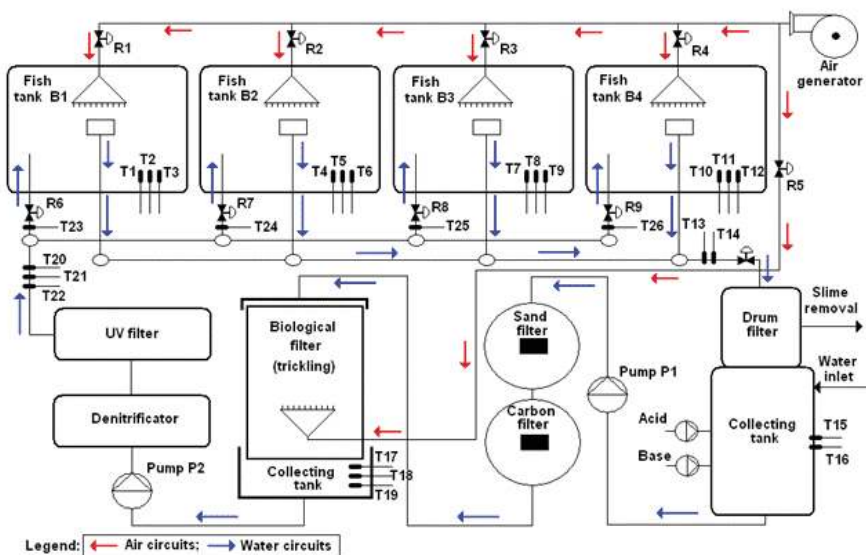 R1
R2
R3
R4
Air
generator
Fish
tank B1
Fish
tank B2
Fish
tank B3
Fish
tank B4
T1
T2
T3
T4
T5
T6
T7
T8
T9
T10
T11
T12
R5
R6
R7
R8
R9
T23
T24
T25
T26
T13
T14
T20
T21
T22
UV filter
Denitrificator
Pump P2
Biological
filter
(trickling)
Collecting
tank
T17
T18
T19
Sand
filter
Carbon
filter
Pump P1
Drum
filter
Slime
removal
Water
inlet
Collecting
tank
Acid
Base
T15
T16
Legend: Air circuits; Water circuits